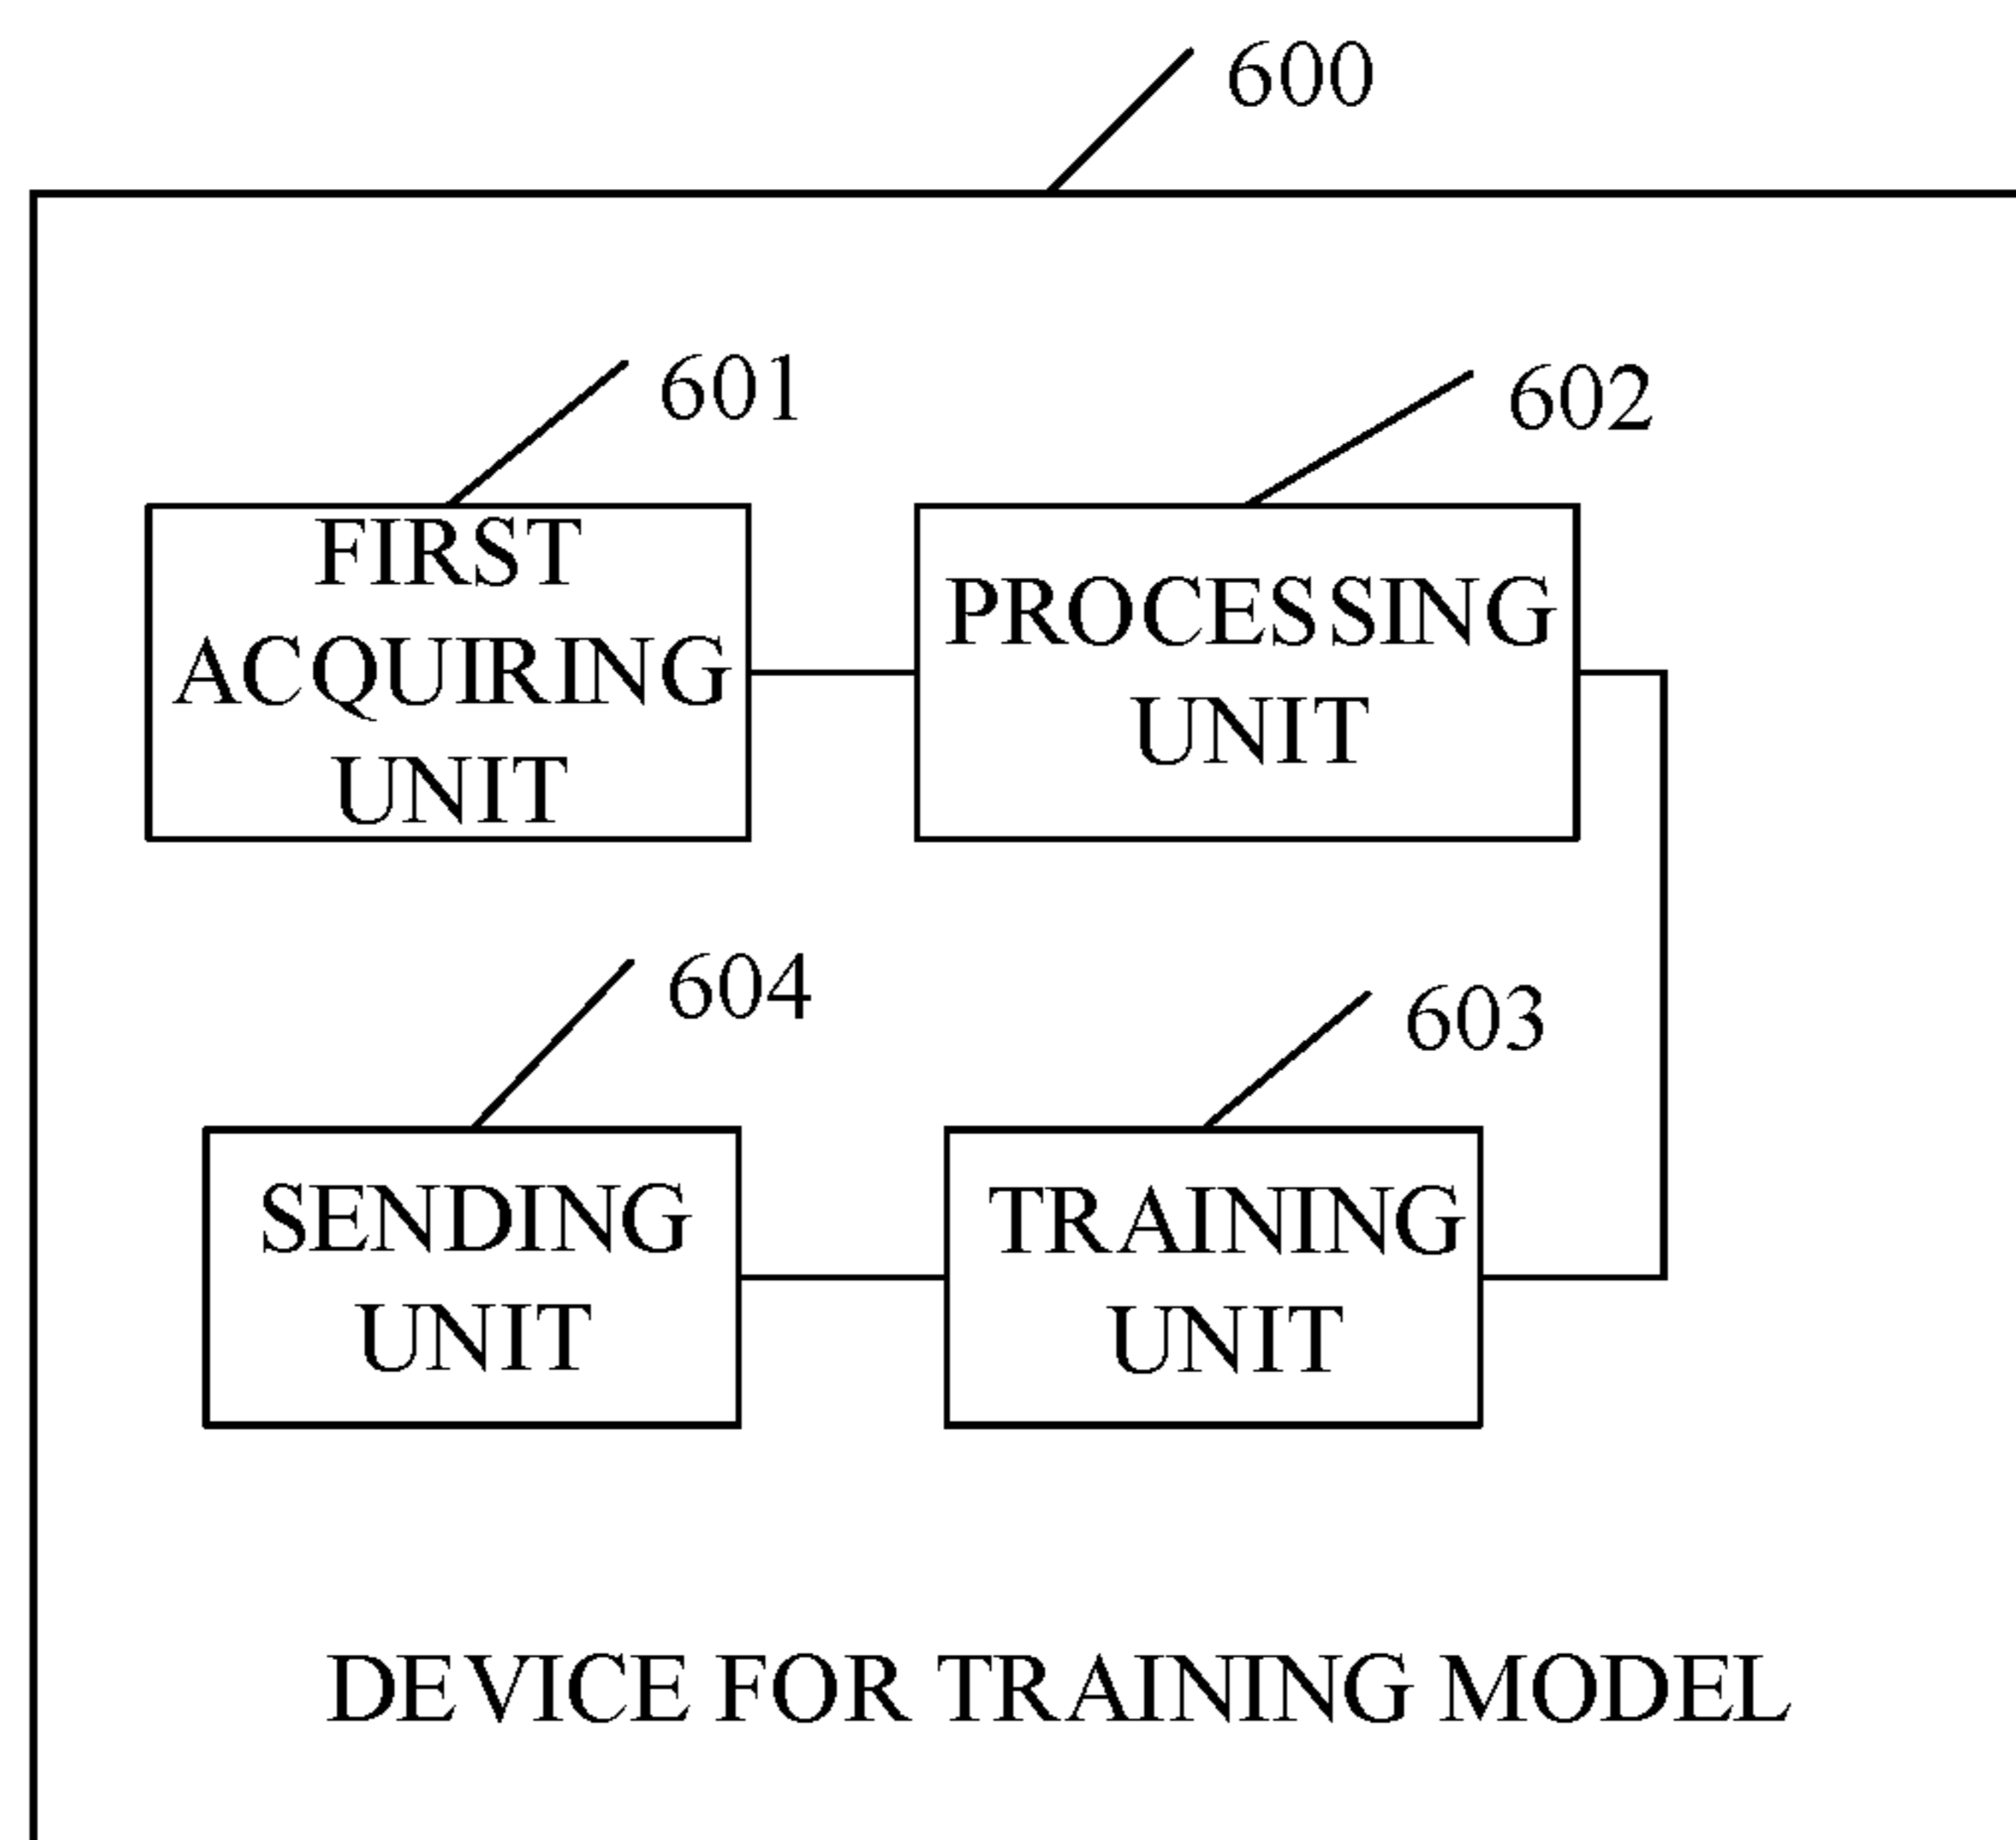 600
601
602
FIRST
ACQUIRING
UNIT
PROCESSING
UNIT
604
603
SENDING
UNIT
TRAINING
UNIT
DEVICE FOR TRAINING MODEL